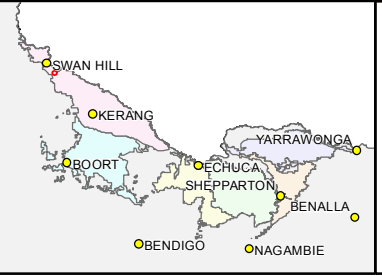 SWAN HILL
KERANG
YARRAWONGA
BOORT
ECHUCA
SHEPPARTON
BENALLA
BENDIGO
NAGAMBIE